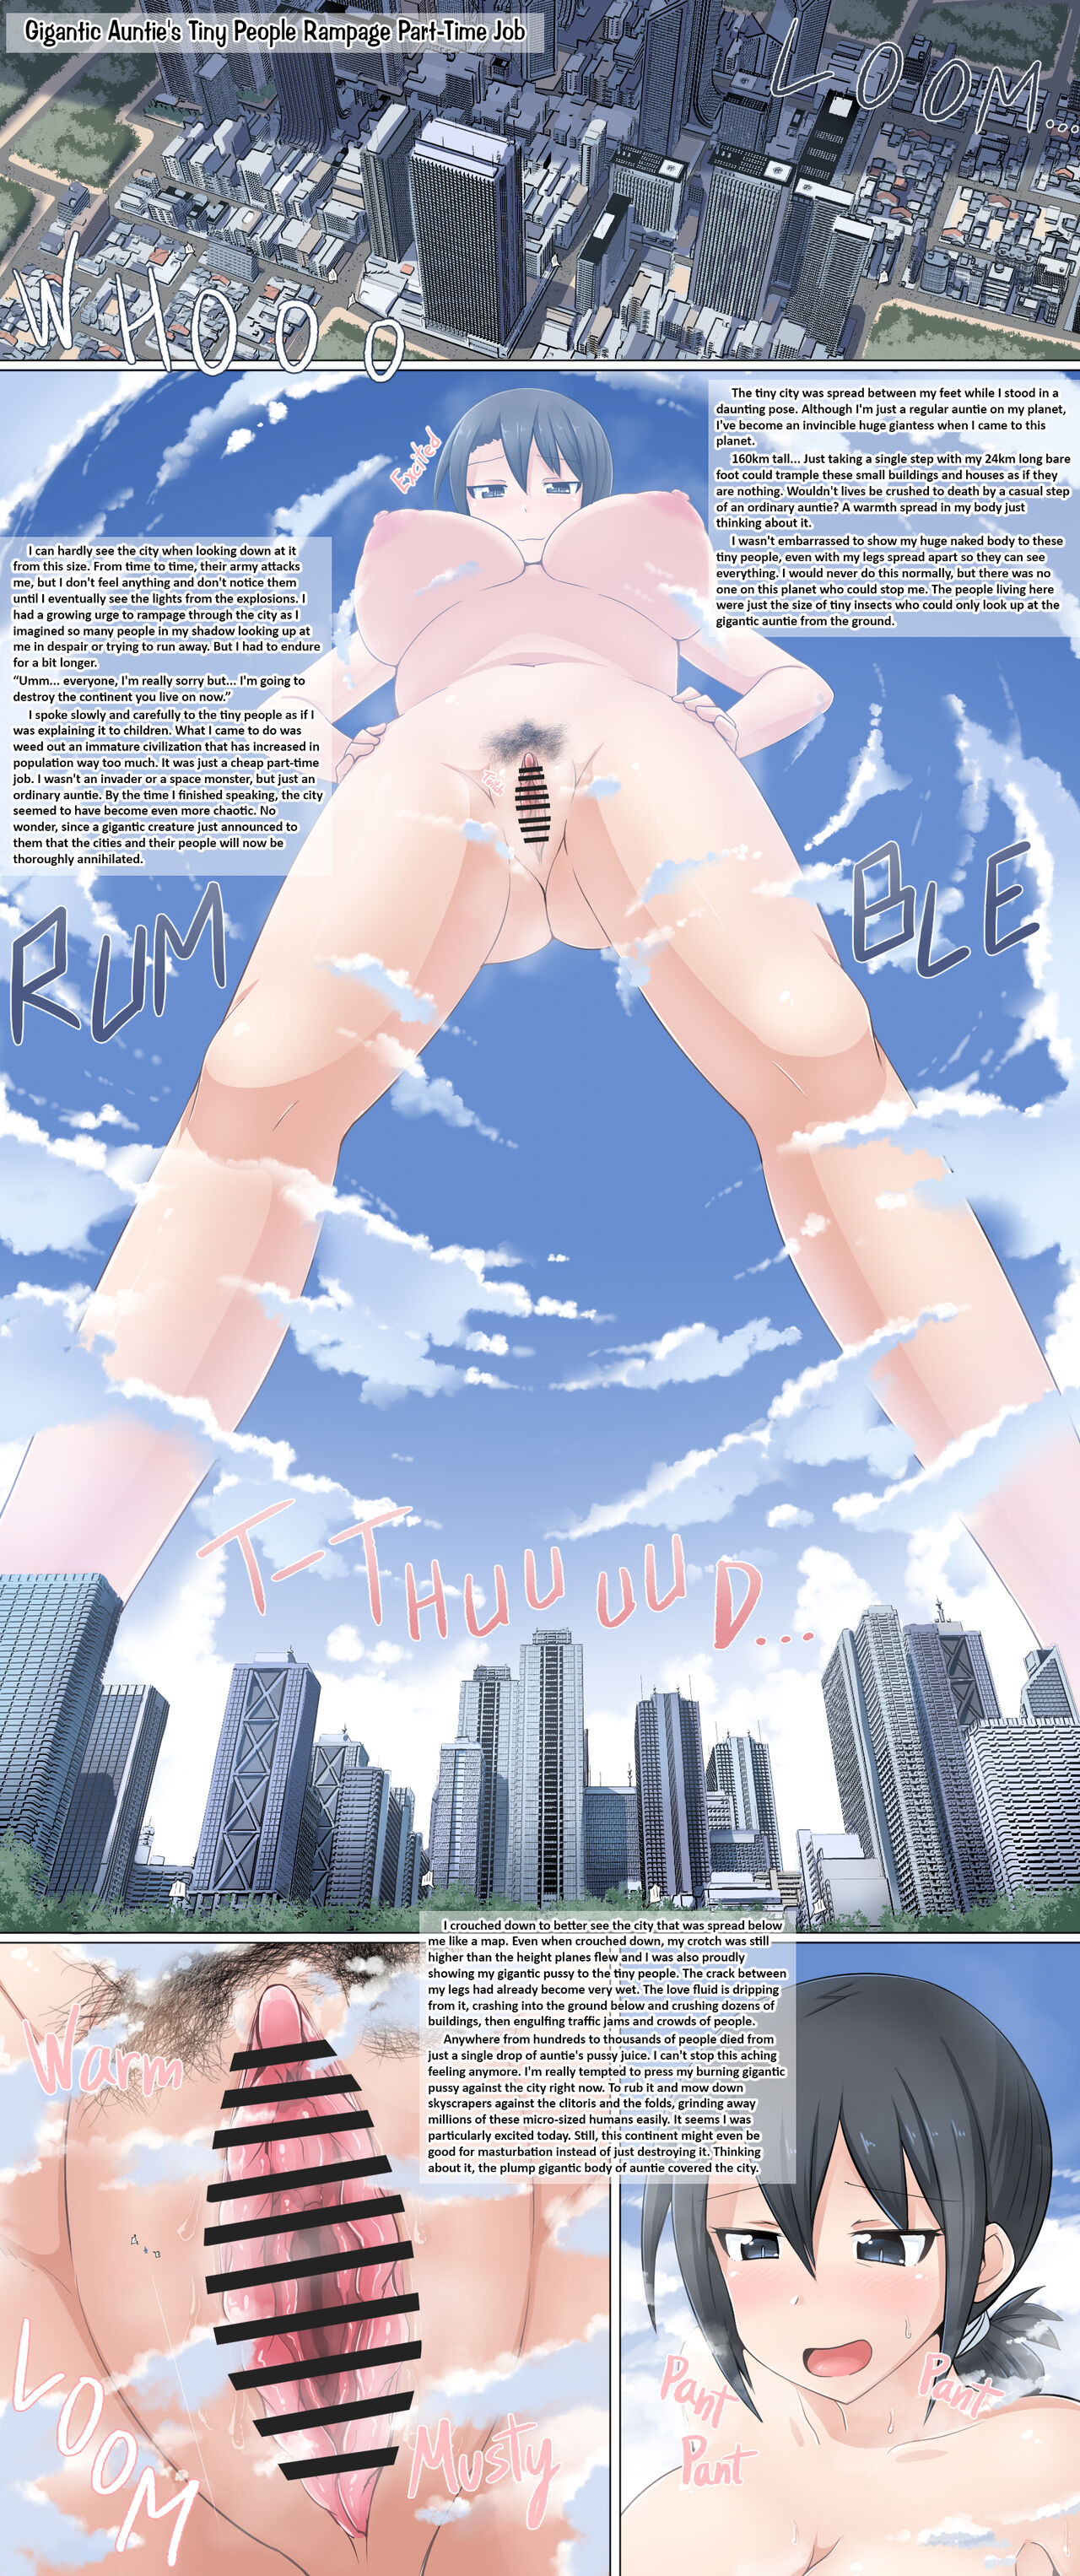 Gigantic Auntie's Tiny People Rampage Part-Time Job
LOOM...
WHOOO
The tiny city was spread between my feet while I stood in a
daunting pose. Although I'm just a regular auntie on my planet,
I've become an invincible huge giantess when I came to this
planet.
160km tall... Just taking a single step with my 24km long bare
foot could trample these small buildings and houses as if they
are nothing. Wouldn't lives be crushed to death by a casual step
of an ordinary auntie? A warmth spread in my body just
thinking about it.
I wasn't embarrassed to show my huge naked body to these
tiny people, even with my legs spread apart so they can see
everything. I would never do this normally, but there was no
one on this planet who could stop me. The people living here
were just the size of tiny insects who could only look up at the
gigantic auntie from the ground.
Excited
I can hardly see the city when looking down at it
from this size. From time to time, their army attacks
me, but I don't feel anything and don't notice them
until I eventually see the lights from the explosions. I
had a growing urge to rampage through the city as I
imagined so many people in my shadow looking up at
me in despair or trying to run away. But I had to endure
for a bit longer.
“Umm... everyone, I'm really sorry but... I'm going to
destroy the continent you live on now.”
I spoke slowly and carefully to the tiny people as if I
was explaining it to children. What I came to do was
weed out an immature civilization that has increased in
population way too much. It was just a cheap part-time
job. I wasn't an invader or a space monster, but just an
ordinary auntie. By the time I finished speaking, the city
seemed to have become even more chaotic. No
wonder, since a gigantic creature just announced to
them that the cities and their people will now be
thoroughly annihilated.
RUM
BLE
T-THUUUUUD...
I crouched down to better see the city that was spread below
me like a map. Even when crouched down, my crotch was still
higher than the height planes flew and I was also proudly
showing my gigantic pussy to the tiny people. The crack between
my legs had already become very wet. The love fluid is dripping
from it, crashing into the ground below and crushing dozens of
buildings, then engulfing traffic jams and crowds of people.
Anywhere from hundreds to thousands of people died from
just a single drop of auntie's pussy juice. I can't stop this aching
feeling anymore. I'm really tempted to press my burning gigantic
pussy against the city right now. To rub it and mow down
skyscrapers against the clitoris and the folds, grinding away
millions of these micro-sized humans easily. It seems I was
particularly excited today. Still, this continent might even be
good for masturbation instead of just destroying it. Thinking
about it, the plump gigantic body of auntie covered the city.
Warm
LOOM
Musty
Pant
Pant
Pant